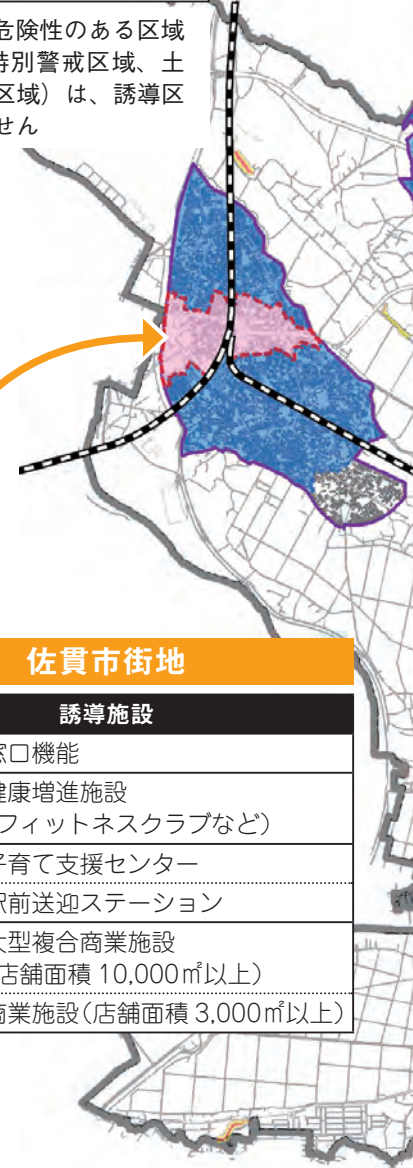 危険性のある区域
特別警戒区域、土
区域）は、誘導区
せん
佐貫市街地
誘導施設
窓口機能
健康増進施設
フィットネスクラブなど）
子育て支援センター
駅前送迎ステーション
大型複合商業施設
店舗面積 10,000㎡以上）
商業施設（店舗面積 3,000㎡以上）